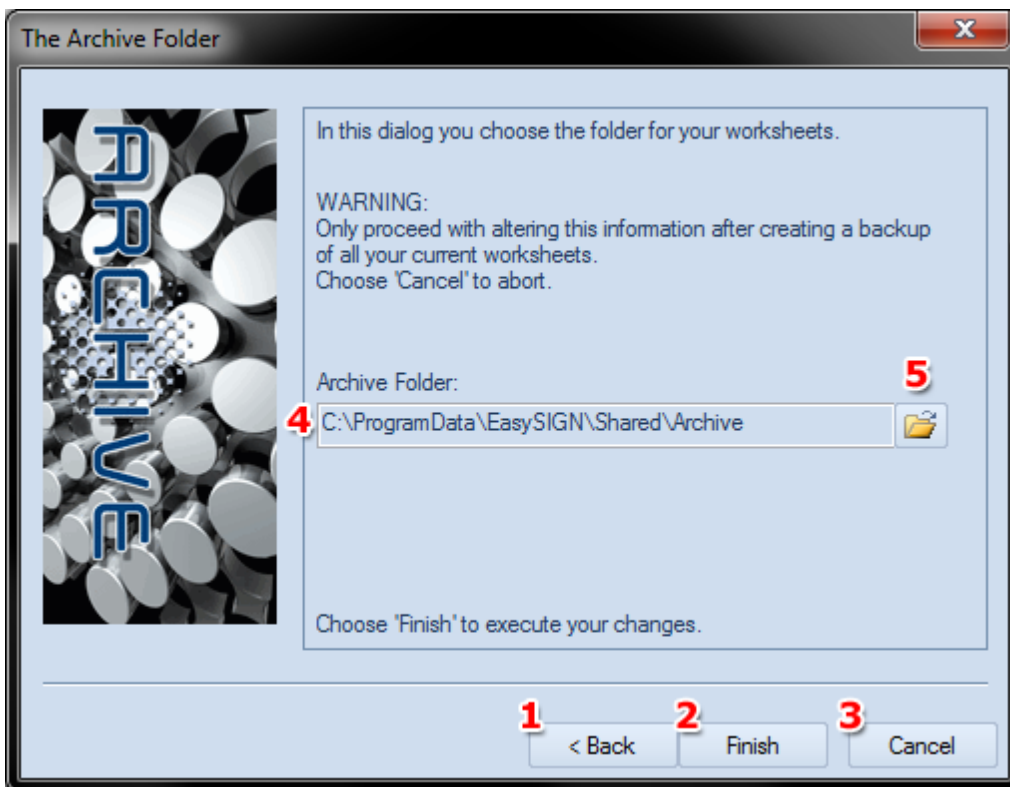 The Archive Folder
X
ARCHIVE
In this dialog you choose the folder for your worksheets.
WARNING:
Only proceed with altering this information after creating a backup
of all your current worksheets.
Choose 'Cancel' to abort.
Archive Folder:
5
4
C:\ProgramData\EasySIGN\Shared\Archive
Choose 'Finish' to execute your changes.
1 < Back 2 Finish 3 Cancel